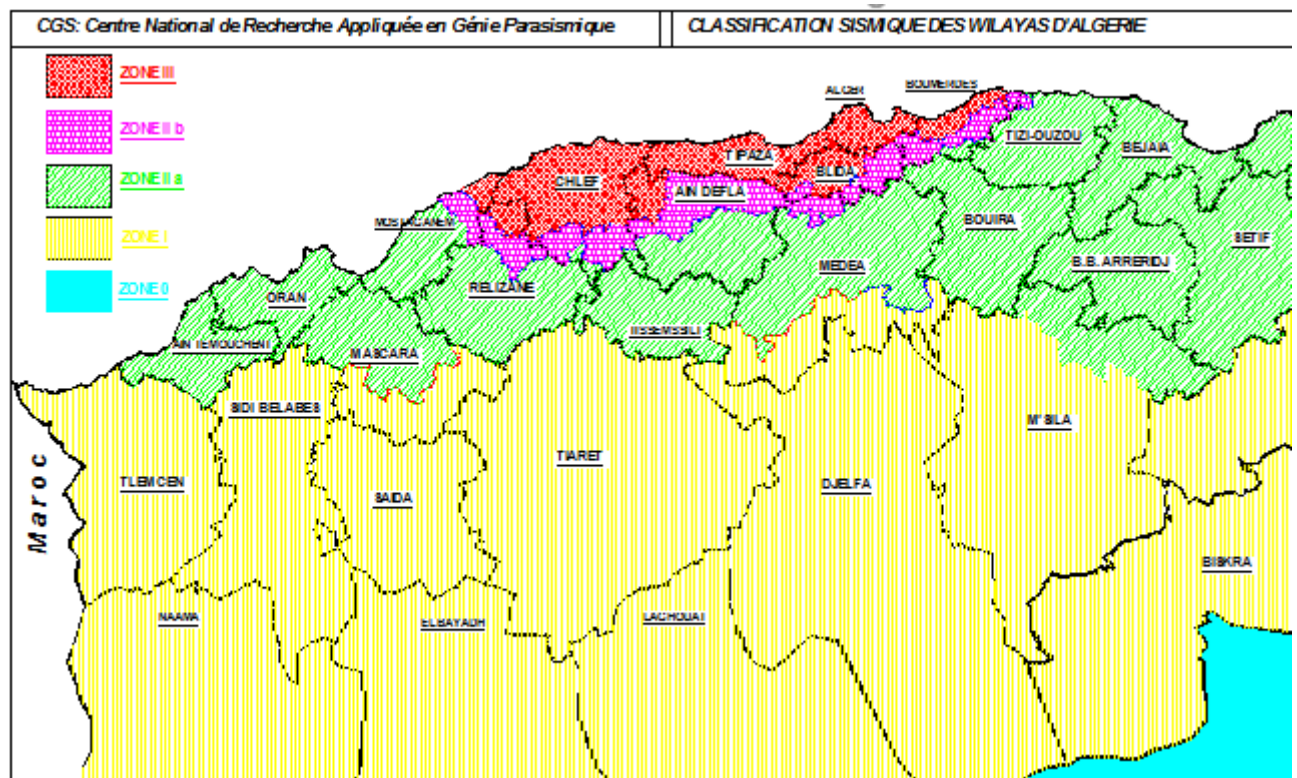 CGS: Centre National de Recherche Appliquée en Génie Parasismique
CLASSIFICATION SISMIQUE DES WILAYAS D'ALGERIE
ZONE III
ZONE II b
ZONE II a
ZONE I
ZONE 0
ALGER
BOUMERDES
TIZI-OUZOU
BEJAIA
TIPAZA
BLIDA
CHLEF
AIN DEFLA
MOSTAGANEM
BOUIRA
SETIF
B.B. ARRERIDJ
MEDEA
RELIZANE
ORAN
TISSEMSILT
AIN TEMOUCHENT
MASCARA
SIDI BELABES
M'SILA
TIARET
TLEMCEN
SAIDA
DJELFA
Maroc
BISKRA
NAAMA
ELBAYADH
LAGHOUAT